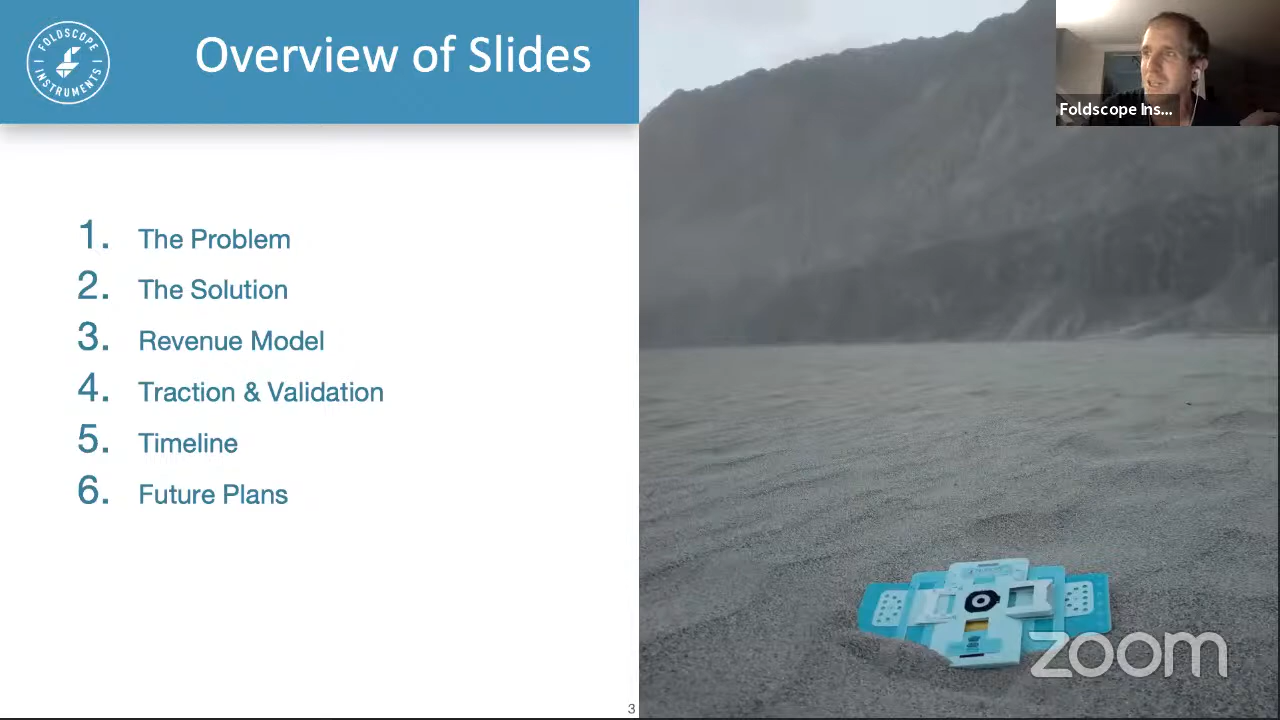 FOLDSCOPE
INSTRUMENTS
Overview of Slides
Foldscope Ins...
1. The Problem
2. The Solution
3. Revenue Model
4. Traction & Validation
5. Timeline
6. Future Plans
3
zoom